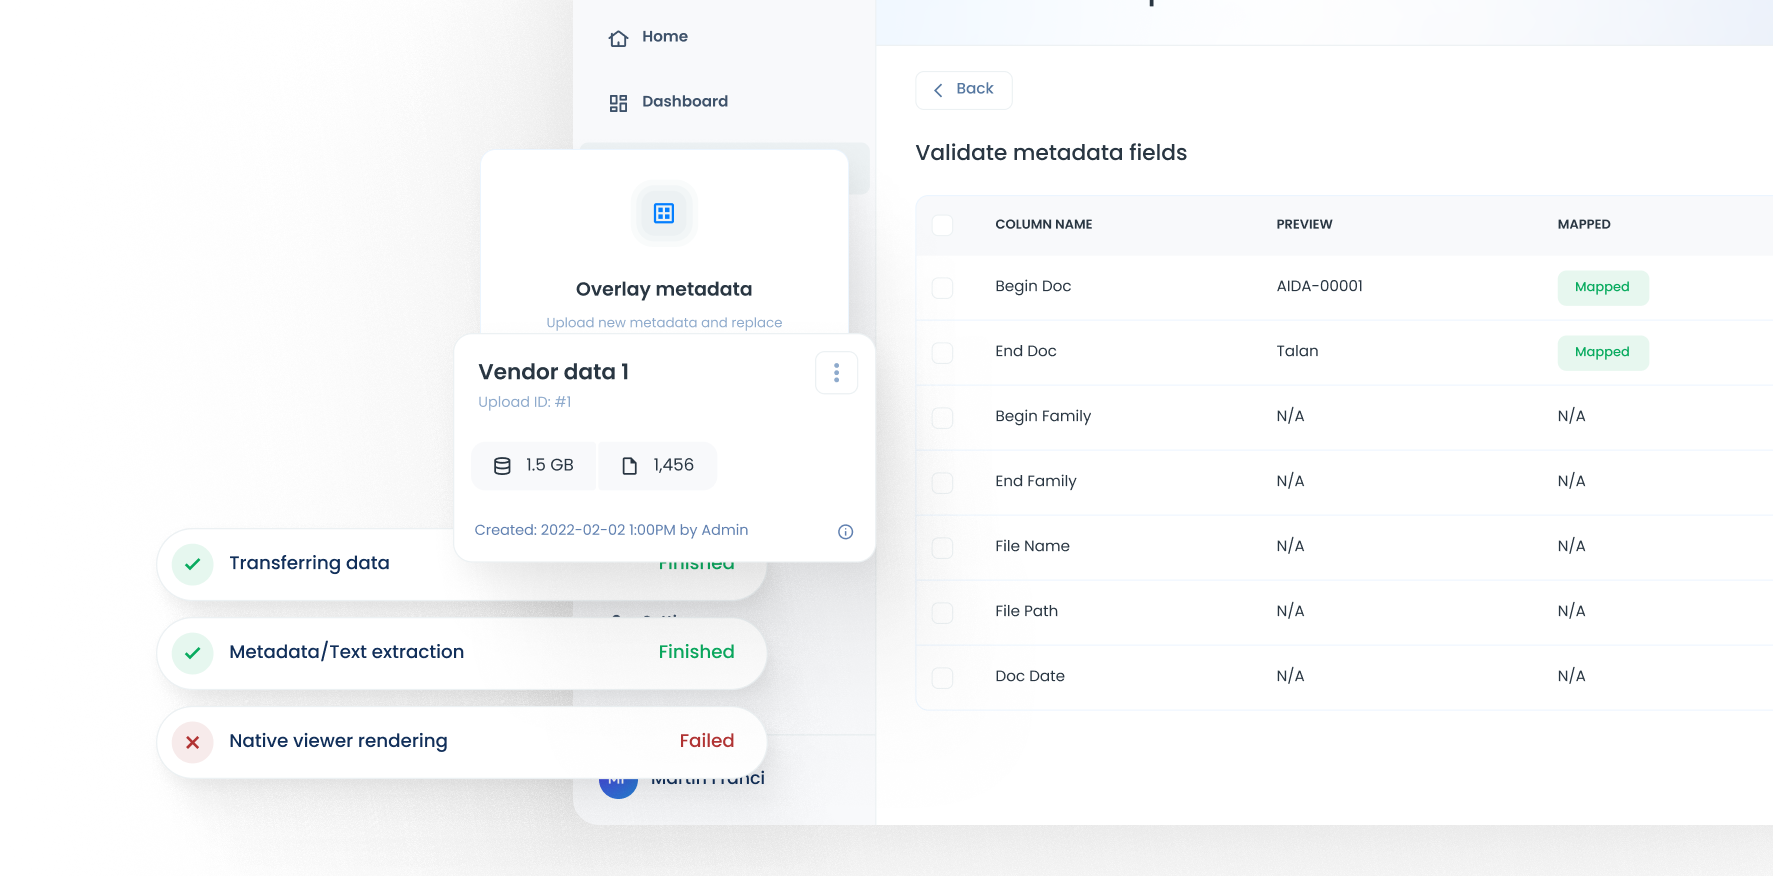 Home
Dashboard
Overlay metadata
Upload new metadata and replace
Vendor data 1
Upload ID: #1
1.5 GB
1,456
Created: 2022-02-02 1:00PM by Admin
Transferring data
Finished
Metadata/Text extraction
Finished
Native viewer rendering
Failed
Martin Franci
Back
Validate metadata fields
COLUMN NAME PREVIEW MAPPED
Begin Doc AIDA-00001 Mapped
End Doc Talan Mapped
Begin Family N/A N/A
End Family N/A N/A
File Name N/A N/A
File Path N/A N/A
Doc Date N/A N/A